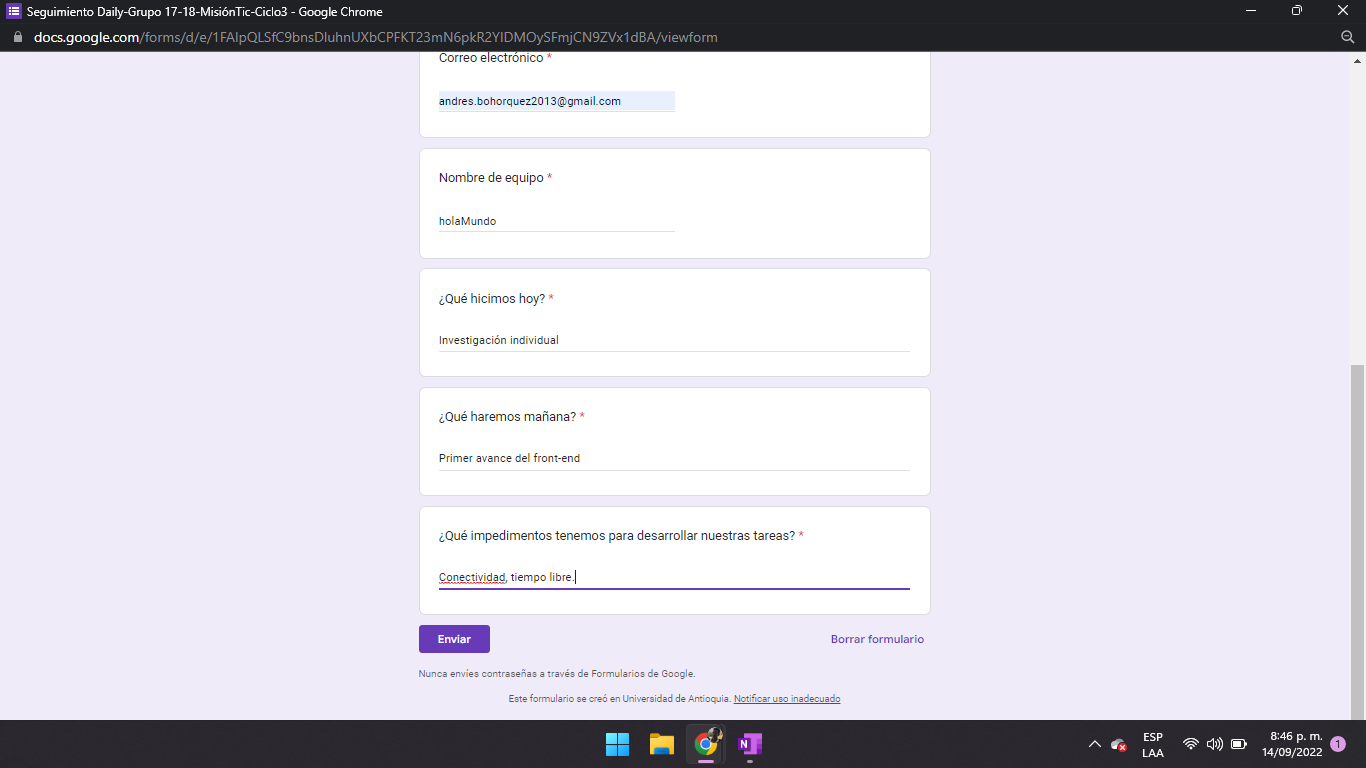 Seguimiento Daily-Grupo 17-18-MisiónTic-Ciclo3 - Google Chrome
docs.google.com/forms/d/e/1FAIpQLSfC9bnsDluhnUXbCPFKT23mN6pkR2YIDMOySFmjCN9ZVx1dBA/viewform
Correo electrónico *
andres.bohorquez2013@gmail.com
Nombre de equipo *
holaMundo
¿Qué hicimos hoy? *
Investigación individual
¿Qué haremos mañana? *
Primer avance del front-end
¿Qué impedimentos tenemos para desarrollar nuestras tareas? *
Conectividad, tiempo libre.
Enviar
Borrar formulario
Nunca envíes contraseñas a través de Formularios de Google.
Este formulario se creó en Universidad de Antioquia. Notificar uso inadecuado
N
ESP
LAA
8:46 p. m.
14/09/2022
1